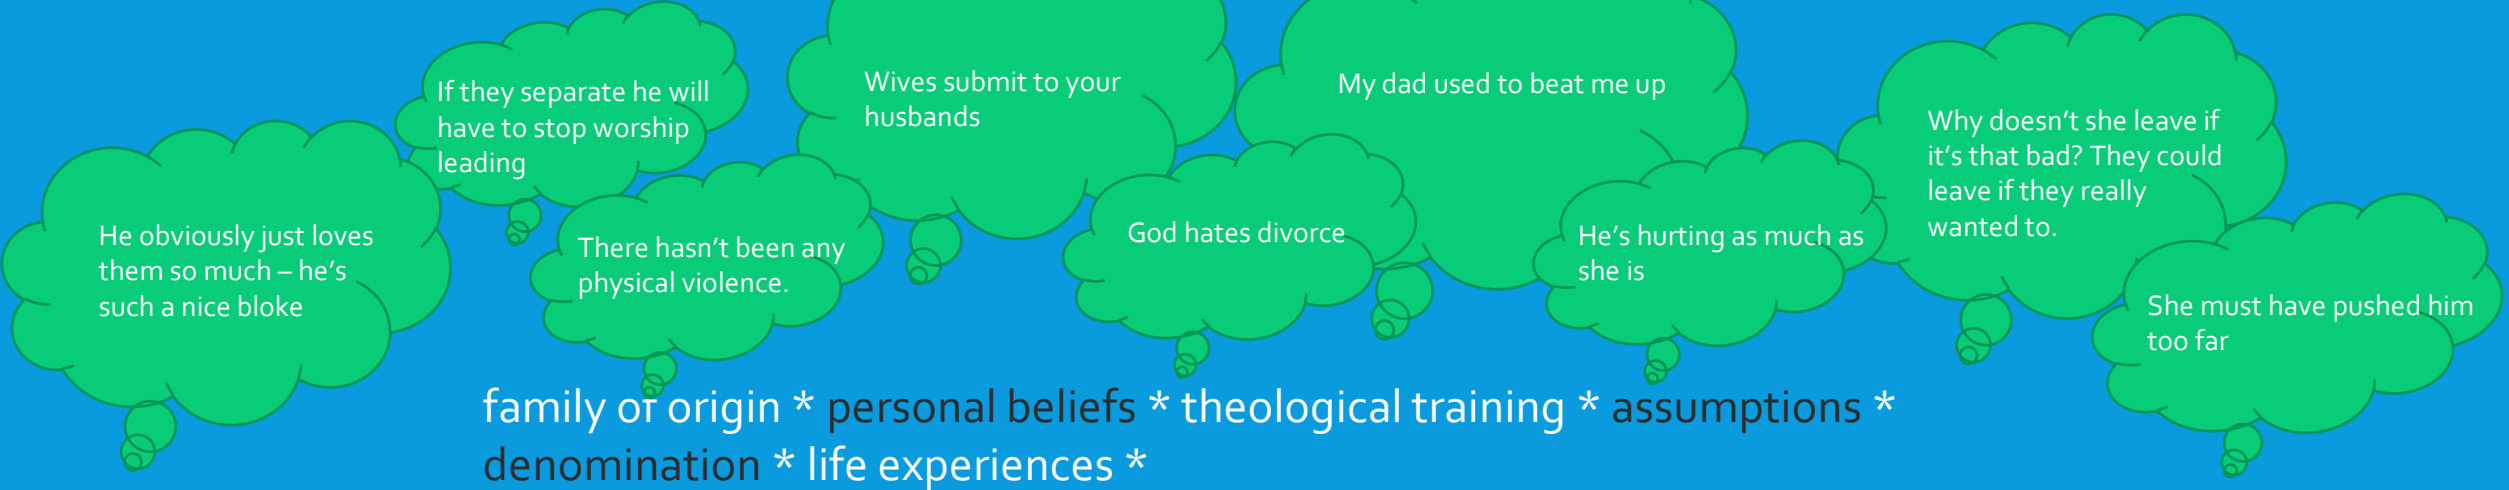 He obviously just loves
them so much – he's
such a nice bloke
If they separate he will
have to stop worship
leading
There hasn't been any
physical violence.
Wives submit to your
husbands
God hates divorce
My dad used to beat me up
He's hurting as much as
she is
Why doesn't she leave if
it's that bad? They could
leave if they really
wanted to.
She must have pushed him
too far
family of origin * personal beliefs * theological training * assumptions *
denomination * life experiences *